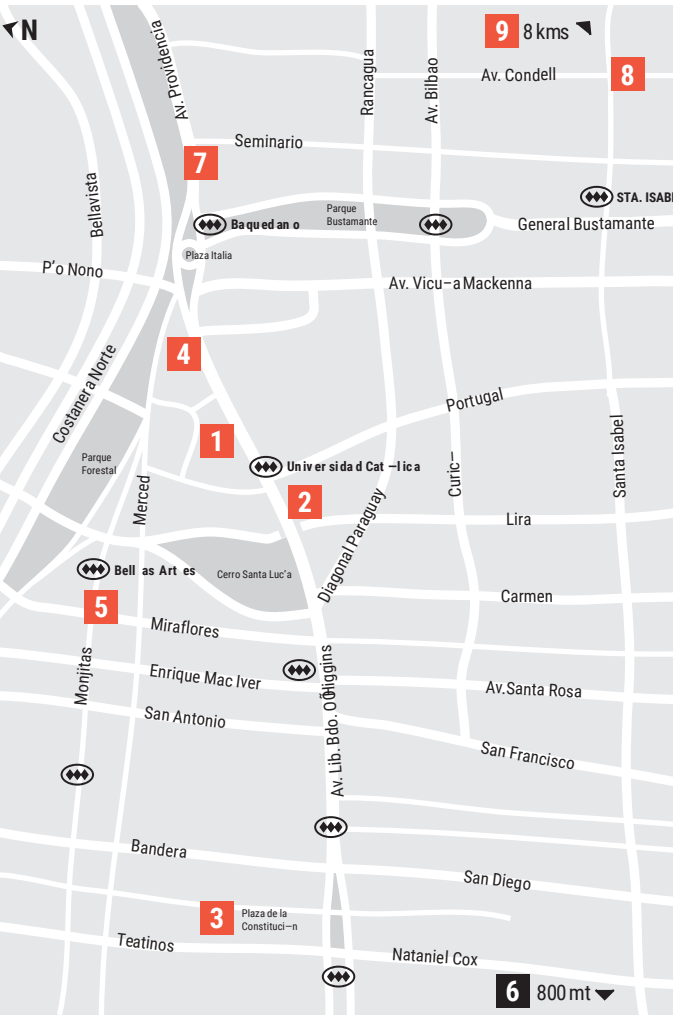 N
9 8 kms
Av. Providencia
Rancagua
Av. Bilbao
Av. Condell
8
Seminario
7
Bellavista
STA. ISAB
Parque
Bustamante
Baquedano
General Bustamante
Plaza Italia
P'o Nono
Av. Vicu–a Mackenna
4
Costanera Norte
Portugal
1
Parque
Forestal
Universidad Cat–lica
Curic–
Santa Isabel
Merced
2
Diagonal Paraguay
Lira
Bellas Artes
Cerro Santa Luc'a
5
Carmen
Miraflores
Monjitas
Enrique Mac Iver
Av. Lib. Bdo.
Av.Santa Rosa
San Antonio
San Francisco
Bandera
San Diego
3
Plaza de la
Constituci–n
Teatinos
Nataniel Cox
6 800 mt